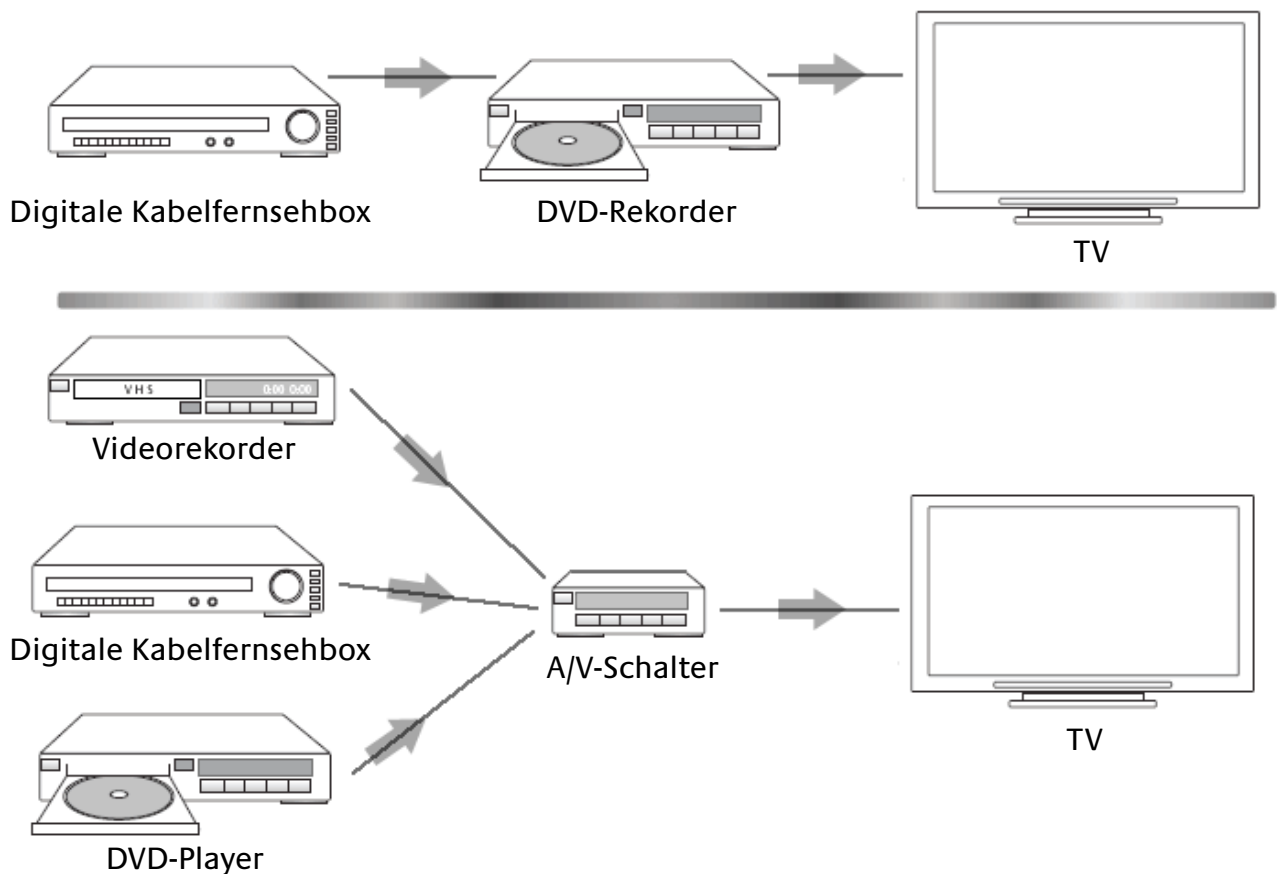 Digitale Kabelfernsehbox
DVD-Rekorder
TV
VHS
0:00 0:00
Videorekorder
Digitale Kabelfernsehbox
A/V-Schalter
TV
DVD-Player